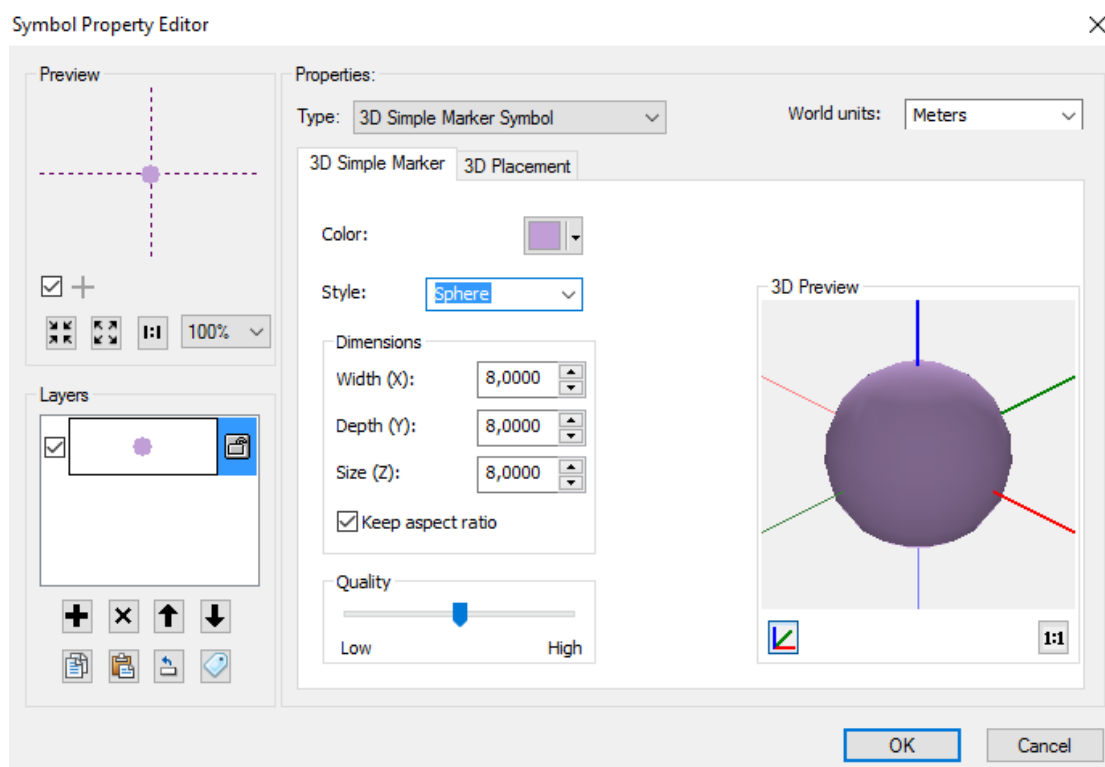 Symbol Property Editor
Preview
100%
Layers
Properties:
Type: 3D Simple Marker Symbol World units: Meters
3D Simple Marker 3D Placement
Color:
Style: Sphere
Dimensions
Width (X): 8,0000
Depth (Y): 8,0000
Size (Z): 8,0000
Keep aspect ratio
Quality
Low High
3D Preview
1:1
OK Cancel